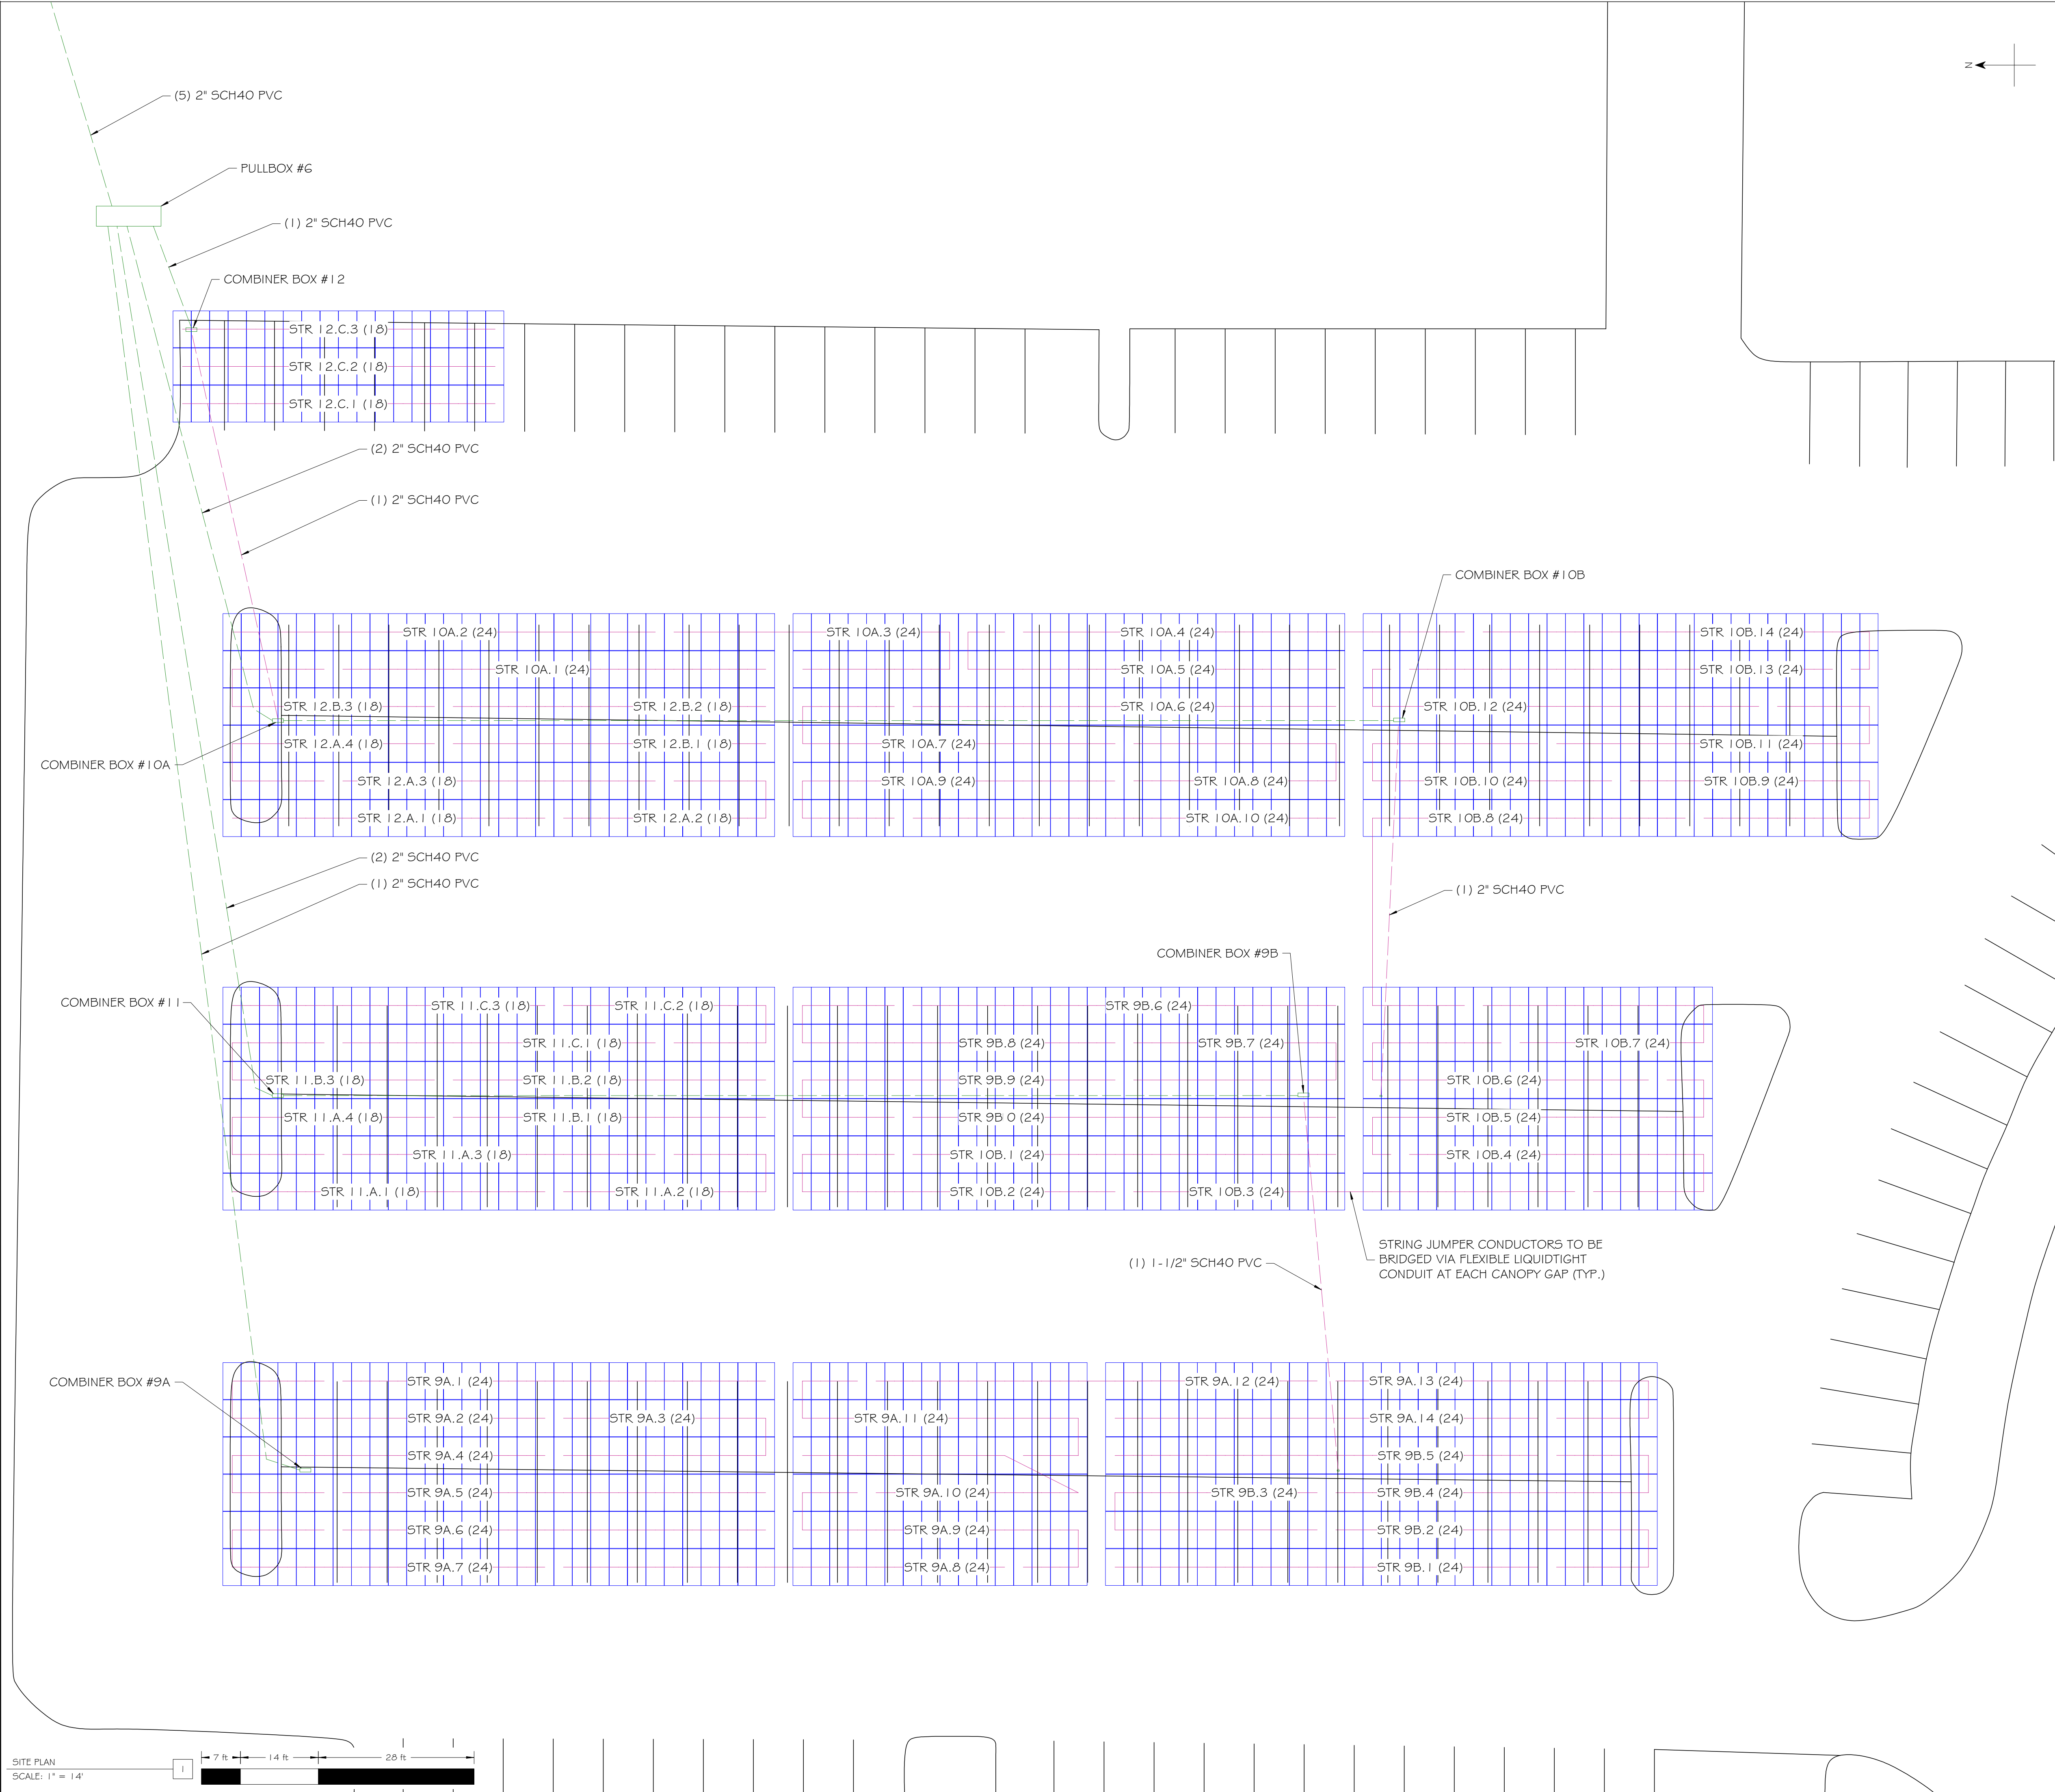 (5) 2" SCH40 PVC
N
PULLBOX #6
(1) 2" SCH40 PVC
COMBINER BOX #12
STR 12.C.3 (18)
STR 12.C.2 (18)
STR 12.C.1 (18)
(2) 2" SCH40 PVC
(1) 2" SCH40 PVC
COMBINER BOX #10B
STR 10A.2 (24)
STR 10A.3 (24)
STR 10A.4 (24)
STR 10B.14 (24)
STR 10A.1 (24)
STR 10A.5 (24)
STR 10B.13 (24)
STR 12.B.3 (18)
STR 12.B.2 (18)
STR 10A.6 (24)
STR 10B.12 (24)
STR 12.A.4 (18)
STR 12.B.1 (18)
STR 10A.7 (24)
STR 10B.11 (24)
COMBINER BOX #10A
STR 12.A.3 (18)
STR 10A.9 (24)
STR 10A.8 (24)
STR 10B.10 (24)
STR 10B.9 (24)
STR 12.A.1 (18)
STR 12.A.2 (18)
STR 10A.10 (24)
STR 10B.8 (24)
(2) 2" SCH40 PVC
(1) 2" SCH40 PVC
(1) 2" SCH40 PVC
COMBINER BOX #9B
COMBINER BOX #11
STR 11.C.3 (18)
STR 11.C.2 (18)
STR 9B.6 (24)
STR 11.C.1 (18)
STR 9B.8 (24)
STR 9B.7 (24)
STR 10B.7 (24)
STR 11.B.3 (18)
STR 11.B.2 (18)
STR 9B.9 (24)
STR 10B.6 (24)
STR 11.A.4 (18)
STR 11.B.1 (18)
STR 9B 0 (24)
STR 10B.5 (24)
STR 11.A.3 (18)
STR 10B.1 (24)
STR 10B.4 (24)
STR 11.A.1 (18)
STR 11.A.2 (18)
STR 10B.2 (24)
STR 10B.3 (24)
STRING JUMPER CONDUCTORS TO BE
BRIDGED VIA FLEXIBLE LIQUIDTIGHT
CONDUIT AT EACH CANOPY GAP (TYP.)
(1) 1-1/2" SCH40 PVC
COMBINER BOX #9A
STR 9A.1 (24)
STR 9A.12 (24)
STR 9A.13 (24)
STR 9A.2 (24)
STR 9A.3 (24)
STR 9A.11 (24)
STR 9A.14 (24)
STR 9A.4 (24)
STR 9B.5 (24)
STR 9A.5 (24)
STR 9A.10 (24)
STR 9B.3 (24)
STR 9B.4 (24)
STR 9A.6 (24)
STR 9A.9 (24)
STR 9B.2 (24)
STR 9A.7 (24)
STR 9A.8 (24)
STR 9B.1 (24)
7 ft
14 ft
28 ft
SITE PLAN
1
SCALE: 1" = 14'